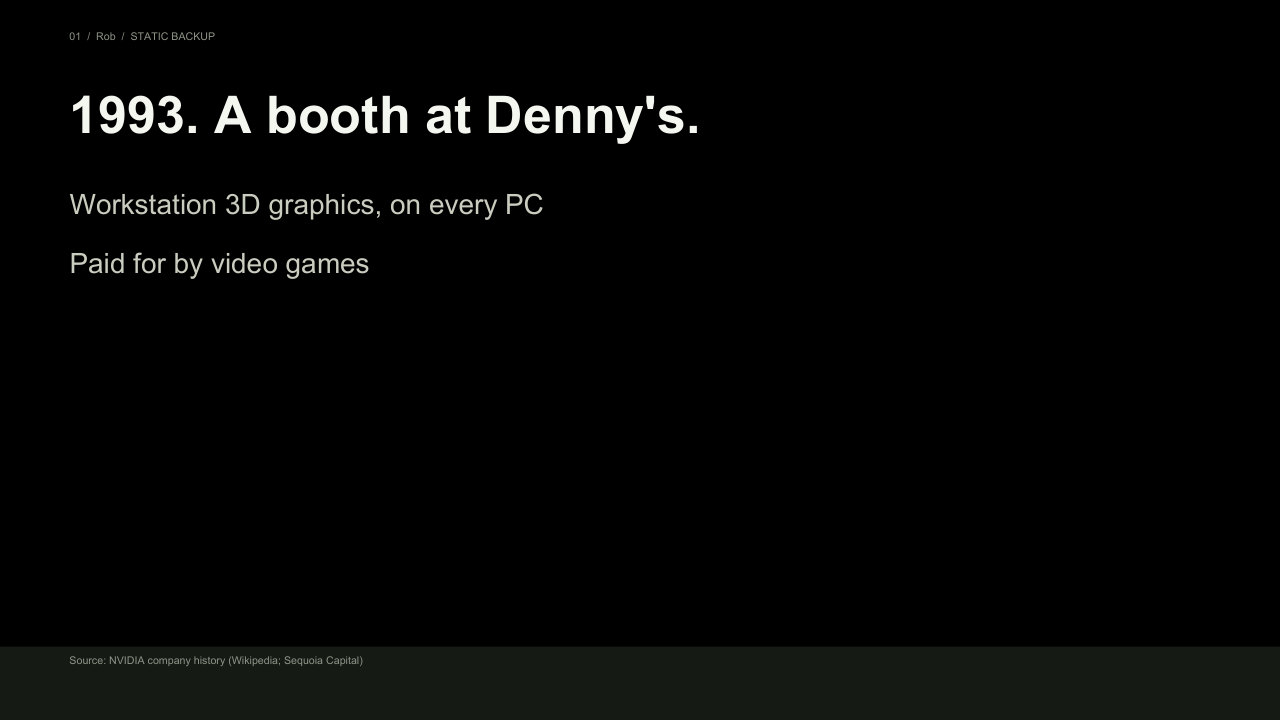 01 / Rob / STATIC BACKUP
1993. A booth at Denny's.
Workstation 3D graphics, on every PC
Paid for by video games
Source: NVIDIA company history (Wikipedia; Sequoia Capital)